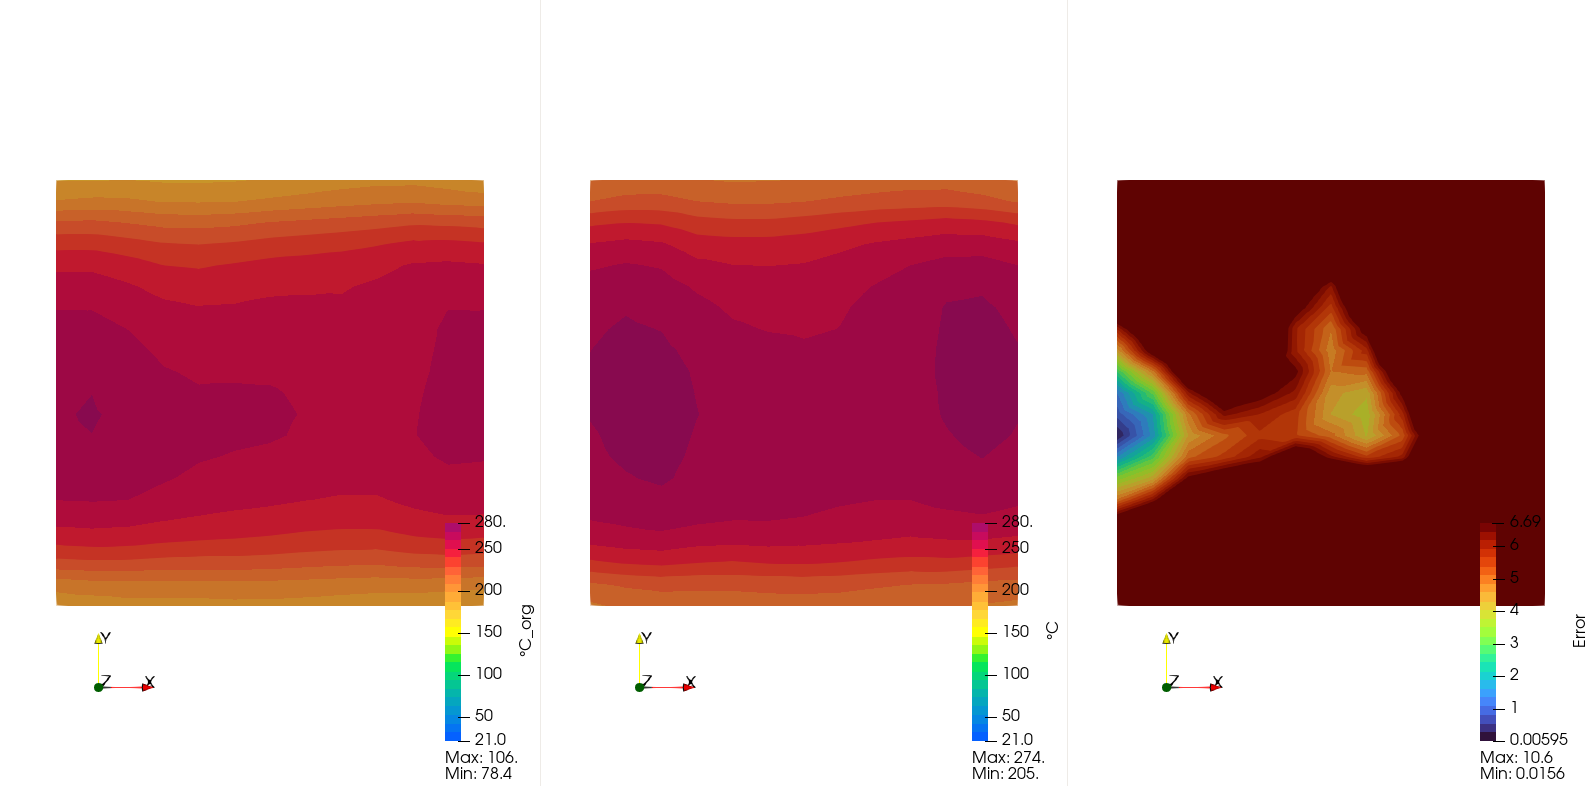 280.
250
200
150
100
50
21.0
°C_org
Max: 106.
Min: 78.4
Y
Z
X
280.
250
200
150
100
50
21.0
°C
Max: 274.
Min: 205.
Y
Z
X
6.69
6
5
4
3
2
1
0.00595
Error
Max: 10.6
Min: 0.0156
Y
Z
X